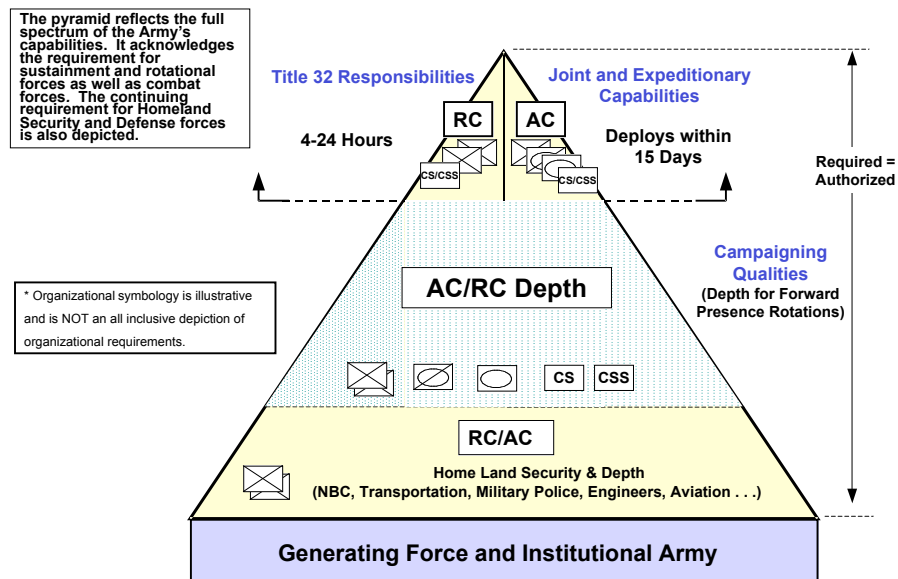 The pyramid reflects the full
spectrum of the Army's
capabilities. It acknowledges
the requirement for
sustainment and rotational
forces as well as combat
forces. The continuing
requirement for Homeland
Security and Defense forces
is also depicted.
Title 32 Responsibilities
Joint and Expeditionary
Capabilities
RC
AC
4-24 Hours
Deploys within
15 Days
CS/CSS
CS/CSS
Required =
Authorized
Campaigning
Qualities
(Depth for Forward
Presence Rotations)
AC/RC Depth
* Organizational symbology is illustrative
and is NOT an all inclusive depiction of
organizational requirements.
CS
CSS
RC/AC
Home Land Security & Depth
(NBC, Transportation, Military Police, Engineers, Aviation . . .)
Generating Force and Institutional Army